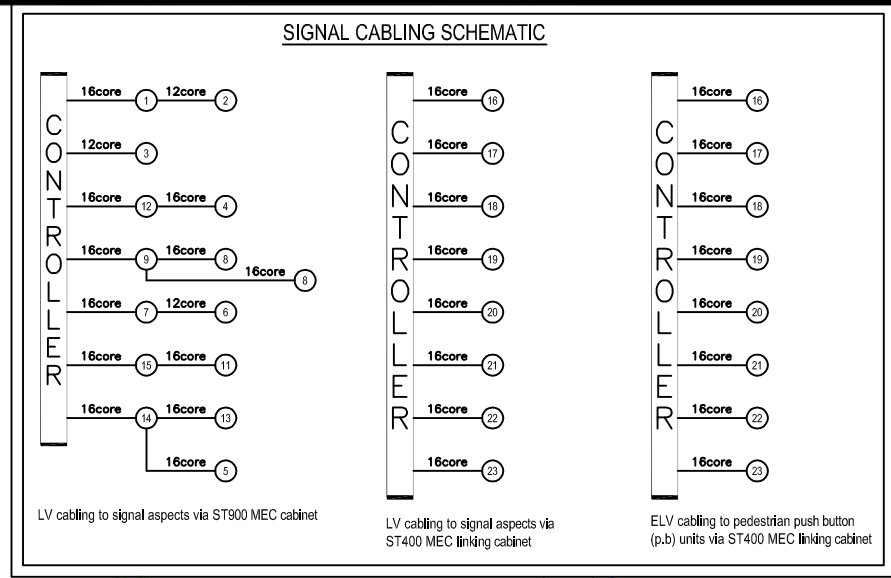 SIGNAL CABLING SCHEMATIC
CONTROLLER
16core 1 12core 2
12core 3
16core 12 16core 4
16core 9 16core 8
16core 8
16core 7 12core 6
16core 15 16core 11
16core 14 16core 13
16core 5
LV cabling to signal aspects via ST900 MEC cabinet
CONTROLLER
16core 16
16core 17
16core 18
16core 19
16core 20
16core 21
16core 22
16core 23
LV cabling to signal aspects via
ST400 MEC linking cabinet
CONTROLLER
16core 16
16core 17
16core 18
16core 19
16core 20
16core 21
16core 22
16core 23
ELV cabling to pedestrian push button
(p.b) units via ST400 MEC linking cabinet